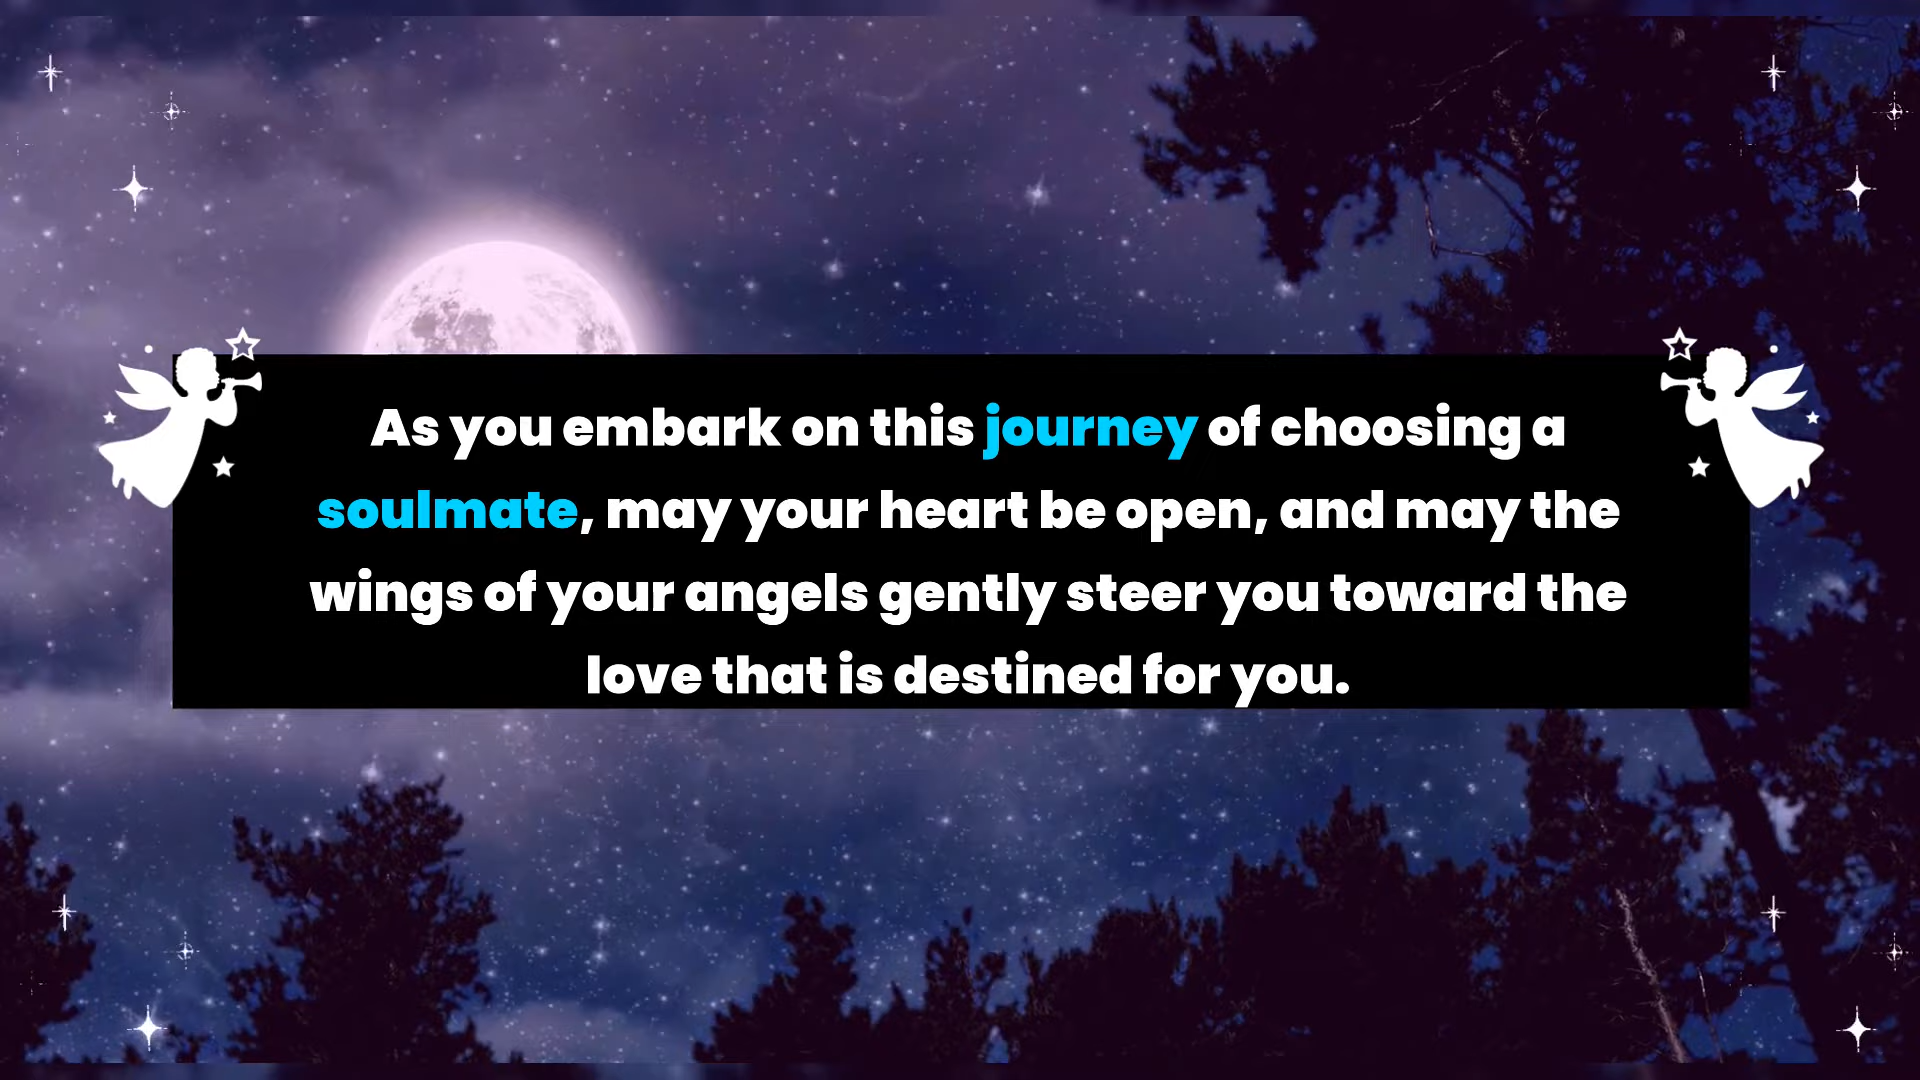 As you embark on this journey of choosing a
soulmate, may your heart be open, and may the
wings of your angels gently steer you toward the
love that is destined for you.